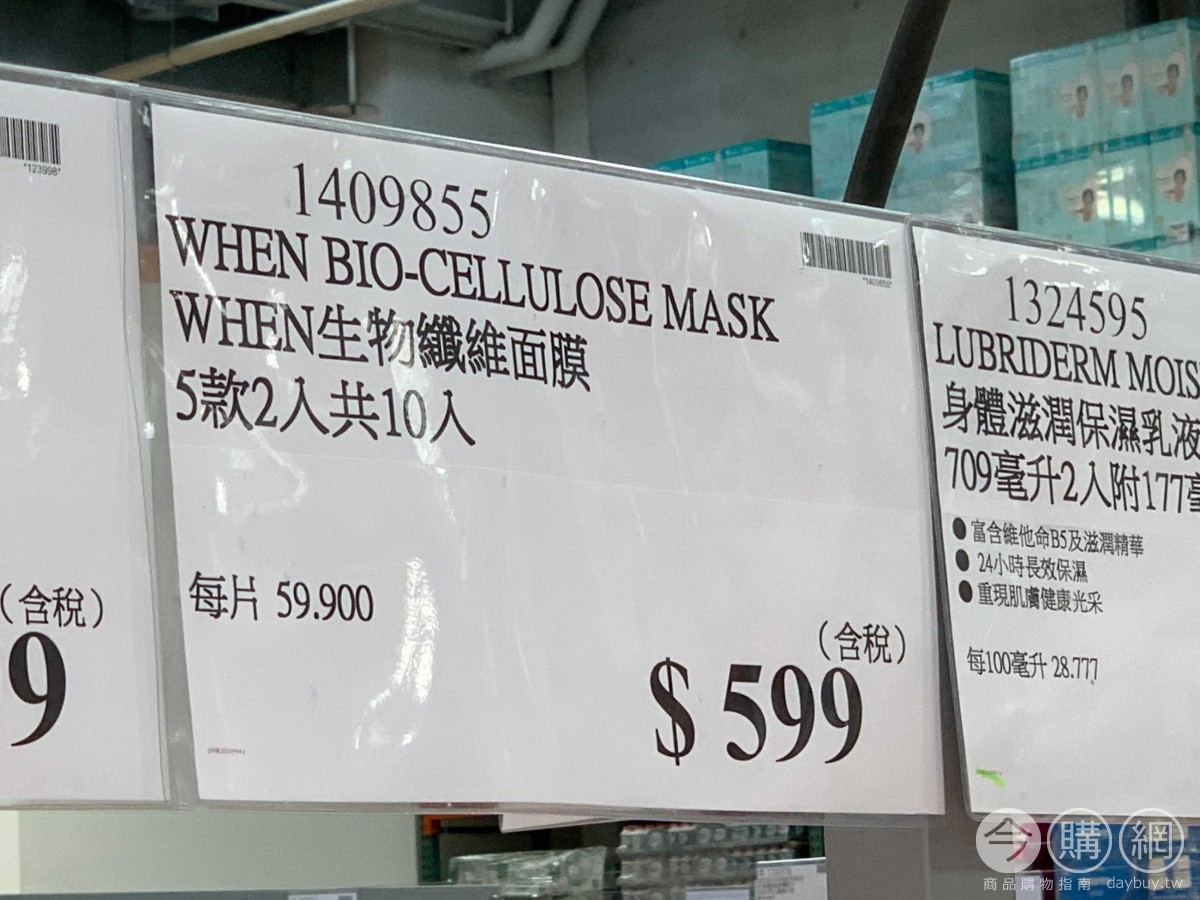 *123998*
（含稅）
9
1409855
WHEN BIO-CELLULOSE MASK
WHEN生物纖維面膜
5款2入共10入
*1409855*
每片 59.900
（含稅）
$ 599
1324595
LUBRIDERM MOIS
身體滋潤保濕乳液
709毫升2入附177毫
● 富含維他命B5及滋潤精華
● 24小時長效保濕
● 重現肌膚健康光采
每100毫升 28.777
今購網
商品購物指南 daybuy.tw